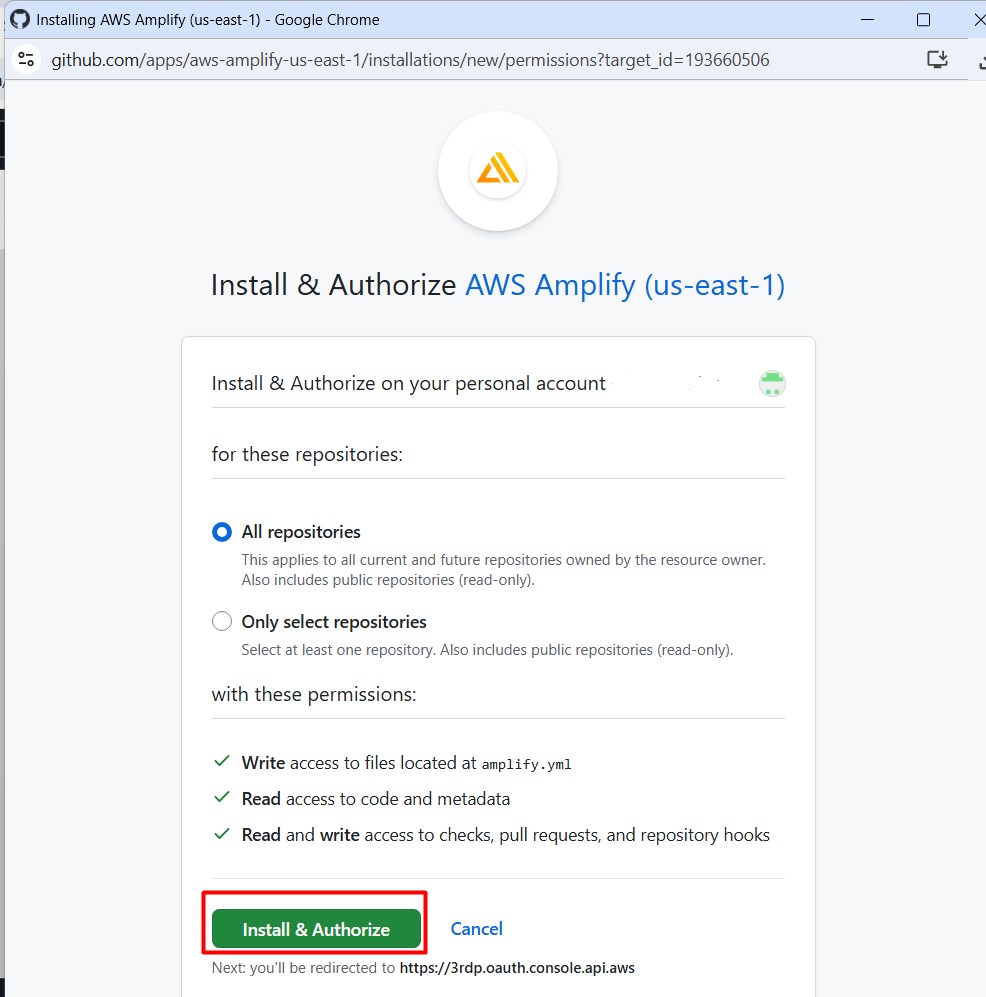 Installing AWS Amplify (us-east-1) - Google Chrome
github.com/apps/aws-amplify-us-east-1/installations/new/permissions?target_id=193660506
Install & Authorize AWS Amplify (us-east-1)
Install & Authorize on your personal account
for these repositories:
All repositories
This applies to all current and future repositories owned by the resource owner.
Also includes public repositories (read-only).
Only select repositories
Select at least one repository. Also includes public repositories (read-only).
with these permissions:
Write access to files located at amplify.yml
Read access to code and metadata
Read and write access to checks, pull requests, and repository hooks
Install & Authorize Cancel
Next: you'll be redirected to https://3rdp.oauth.console.api.aws